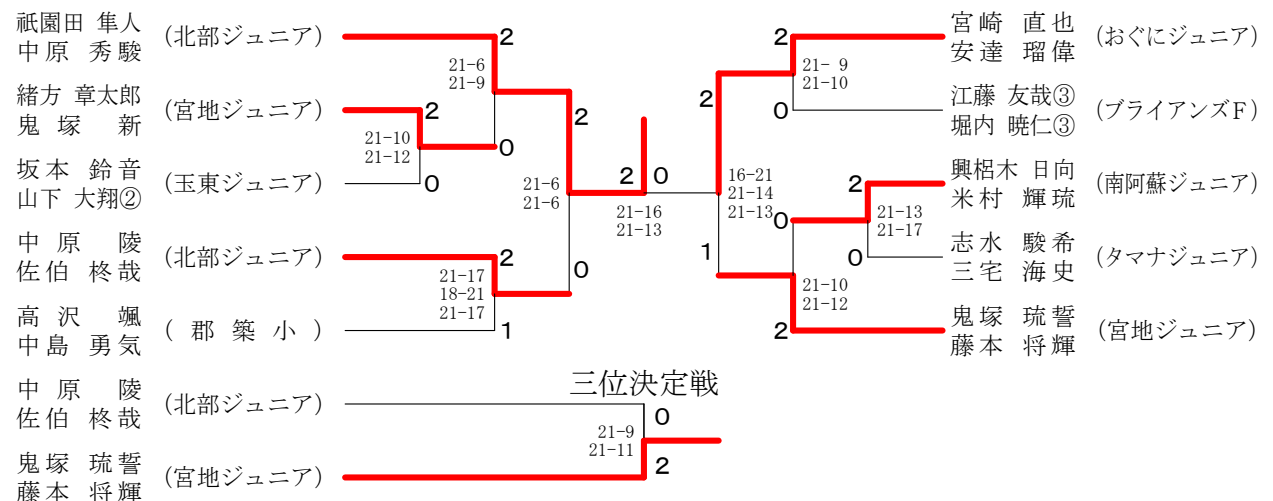 祇園田 隼人
中原 秀駿
(北部ジュニア)
2
21-6
21-9
緒方 章太郎
鬼塚 新
(宮地ジュニア)
2
0
21-10
21-12
坂本 鈴音
山下 大翔②
(玉東ジュニア)
0
2
21-6
21-6
中原 陵
佐伯 柊哉
(北部ジュニア)
2
0
21-17
18-21
21-17
高沢 颯
中島 勇気
(郡築小)
1
2 0
21-16
21-13
宮崎 直也
安達 瑠偉
(おぐにジュニア)
2
21- 9
21-10
江藤 友哉③
堀内 暁仁③
(ブライアンズF)
0
2
16-21
21-14
21-13
興梠木 日向
米村 輝琉
(南阿蘇ジュニア)
2
0
21-13
21-17
志水 駿希
三宅 海史
(タマナジュニア)
0
1
21-10
21-12
鬼塚 琉誓
藤本 将輝
(宮地ジュニア)
2
三位決定戦
中原 陵
佐伯 柊哉
(北部ジュニア)
0
21-9
21-11
鬼塚 琉誓
藤本 将輝
(宮地ジュニア)
2